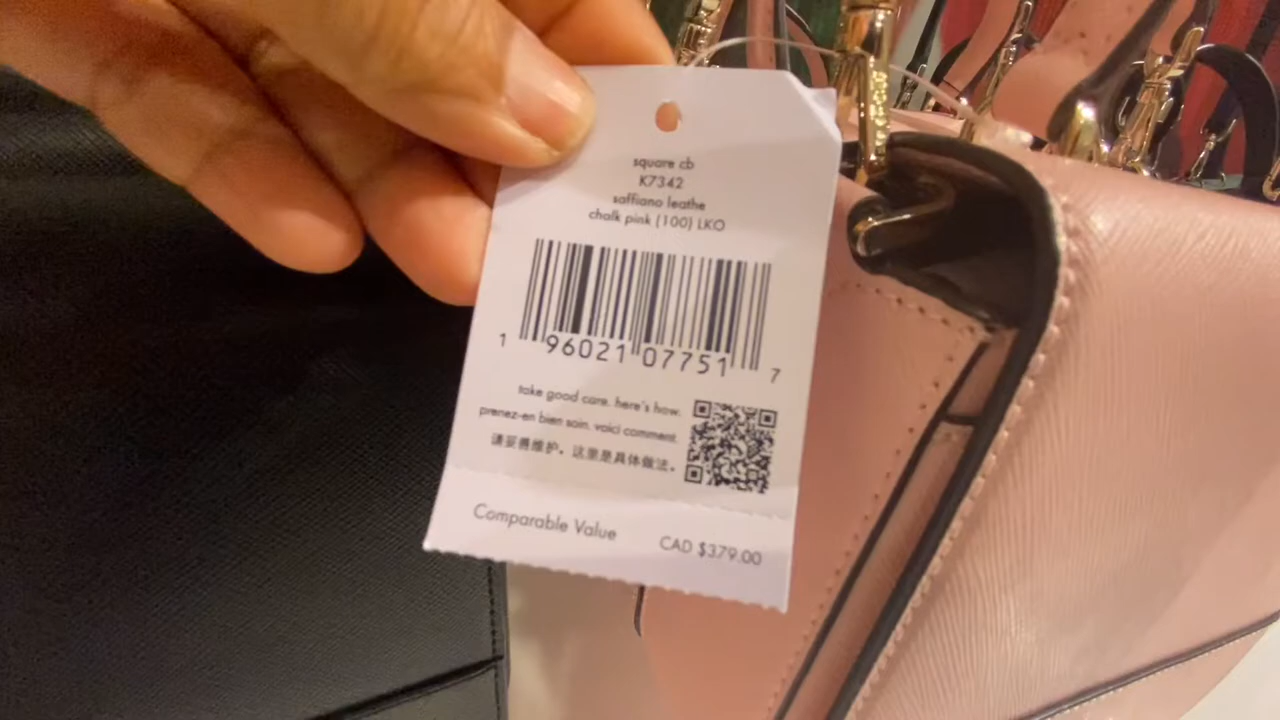 square cb
K7342
saffiano leathe
chalk pink (100) LKO
1 96021 07751 7
take good care. here's how.
prenez-en bien soin. voici comment.
请妥善维护。这里是具体做法。
Comparable Value
CAD $379.00